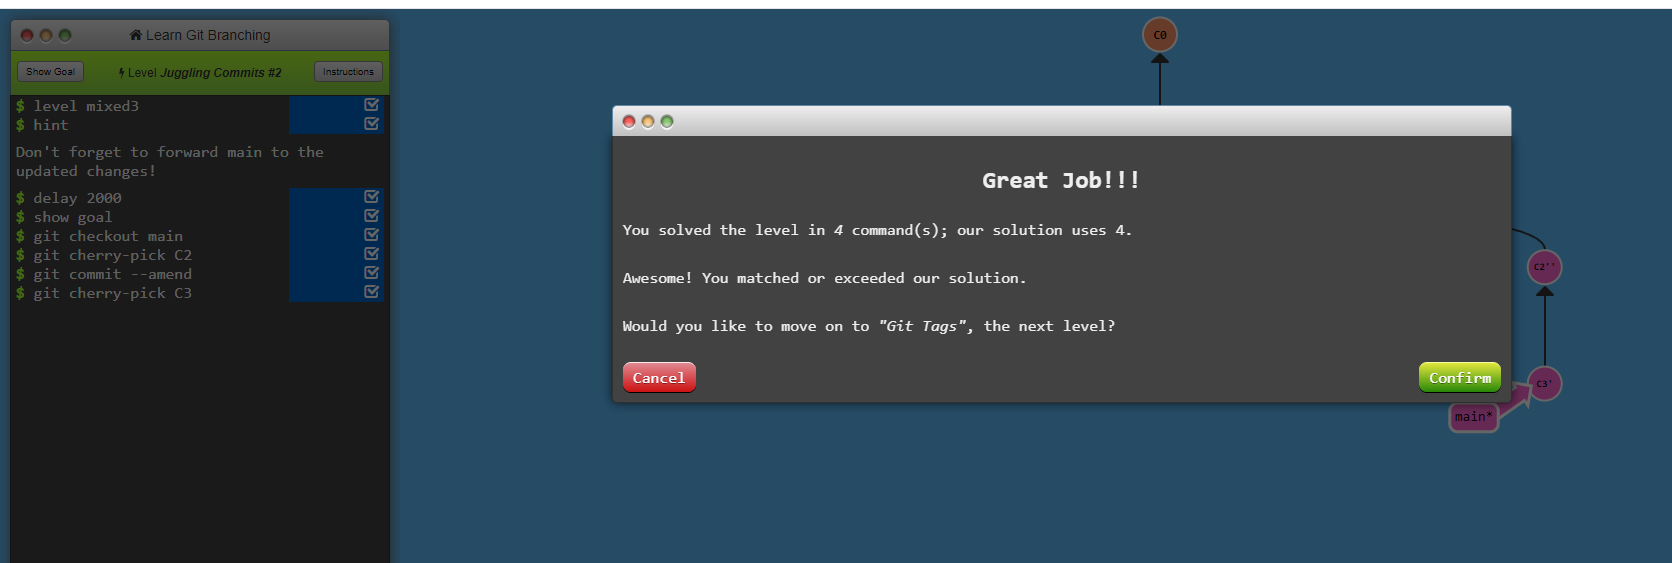 Learn Git Branching
Show Goal
Level Juggling Commits #2
Instructions
$ level mixed3
$ hint
Don't forget to forward main to the
updated changes!
$ delay 2000
$ show goal
$ git checkout main
$ git cherry-pick C2
$ git commit --amend
$ git cherry-pick C3
C0
Great Job!!!
You solved the level in 4 command(s); our solution uses 4.
Awesome! You matched or exceeded our solution.
Would you like to move on to "Git Tags", the next level?
Cancel
Confirm
C2''
C3'
main*